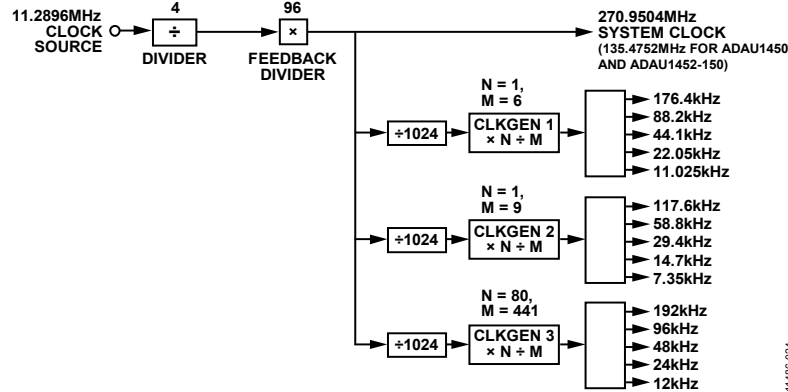 11.2896MHz
CLOCK
SOURCE
4
÷
DIVIDER
96
×
FEEDBACK
DIVIDER
270.9504MHz
SYSTEM CLOCK
(135.4752MHz FOR ADAU1450
AND ADAU1452-150)
N = 1,
M = 6
÷1024
CLKGEN 1
× N ÷ M
176.4kHz
88.2kHz
44.1kHz
22.05kHz
11.025kHz
N = 1,
M = 9
÷1024
CLKGEN 2
× N ÷ M
117.6kHz
58.8kHz
29.4kHz
14.7kHz
7.35kHz
N = 80,
M = 441
÷1024
CLKGEN 3
× N ÷ M
192kHz
96kHz
48kHz
24kHz
12kHz